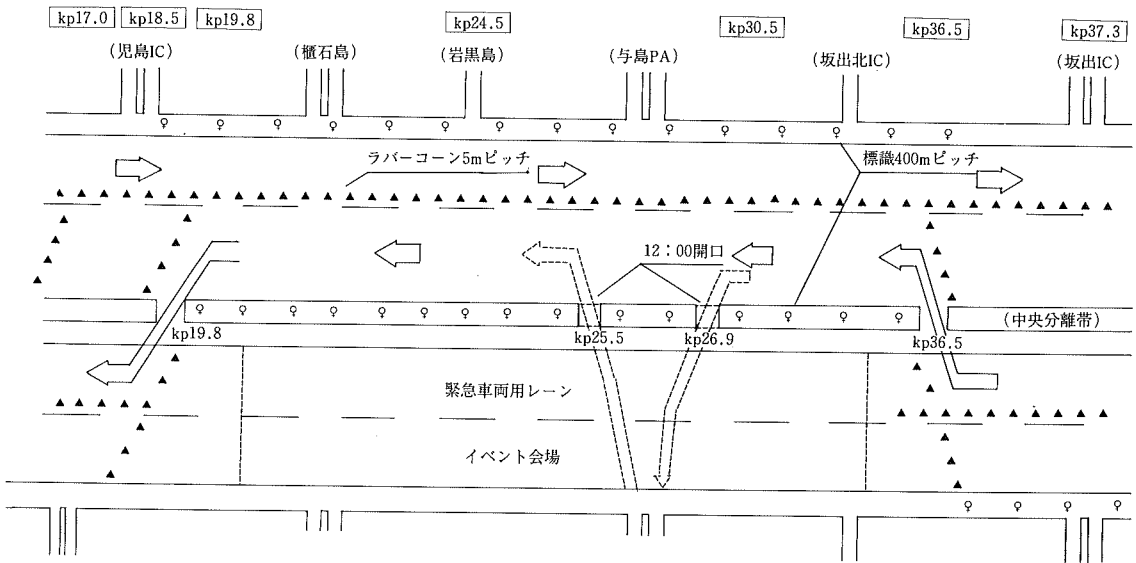 kp17.0
kp18.5
kp19.8
kp24.5
kp30.5
kp36.5
kp37.3
(児島IC)
(櫃石島)
(岩黒島)
(与島PA)
(坂出北IC)
(坂出IC)
ラバーコーン5mピッチ
標識400mピッチ
12:00開口
(中央分離帯)
kp19.8
kp25.5
kp26.9
kp36.5
緊急車両用レーン
イベント会場